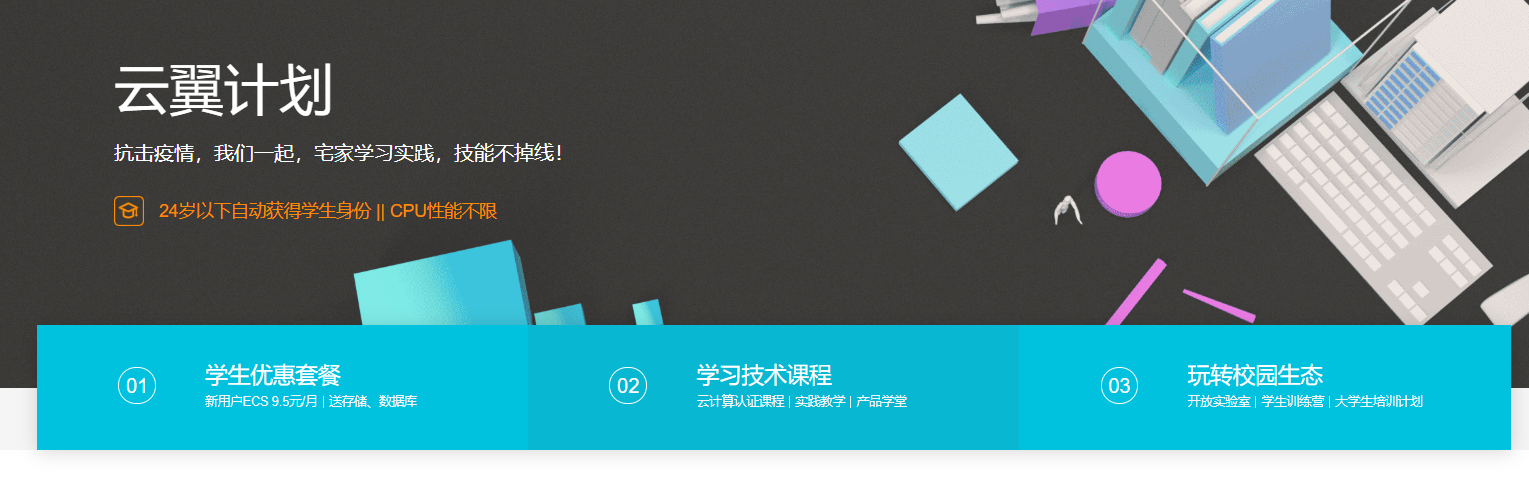 云翼计划
抗击疫情，我们一起，宅家学习实践，技能不掉线！
24岁以下自动获得学生身份 || CPU性能不限
01
学生优惠套餐
新用户ECS 9.5元/月 | 送存储、数据库
02
学习技术课程
云计算认证课程 | 实践教学 | 产品学堂
03
玩转校园生态
开放实验室 | 学生训练营 | 大学生培训计划